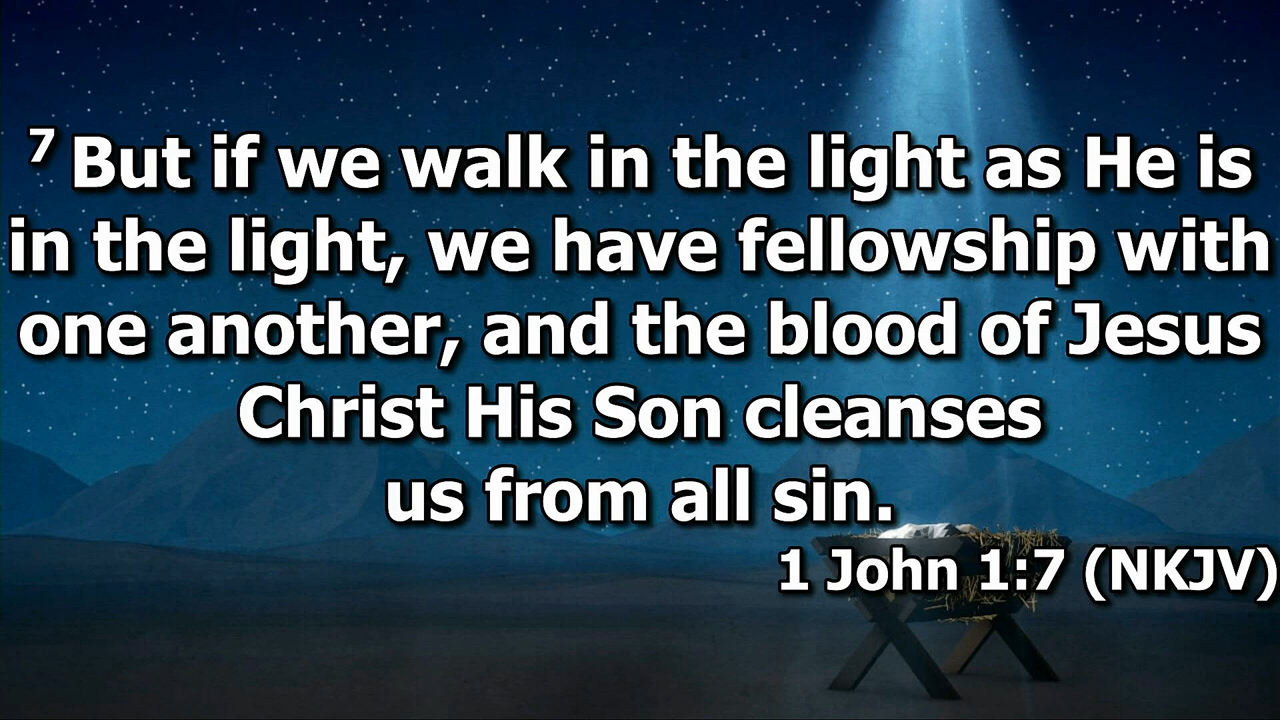 7 But if we walk in the light as He is
in the light, we have fellowship with
one another, and the blood of Jesus
Christ His Son cleanses
us from all sin.
1 John 1:7 (NKJV)